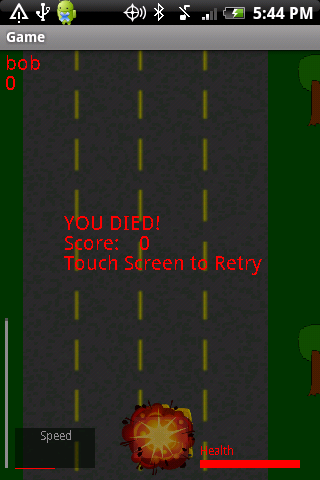 5:44 PM
Game
bob
0
YOU DIED!
Score: 0
Touch Screen to Retry
Speed
Health